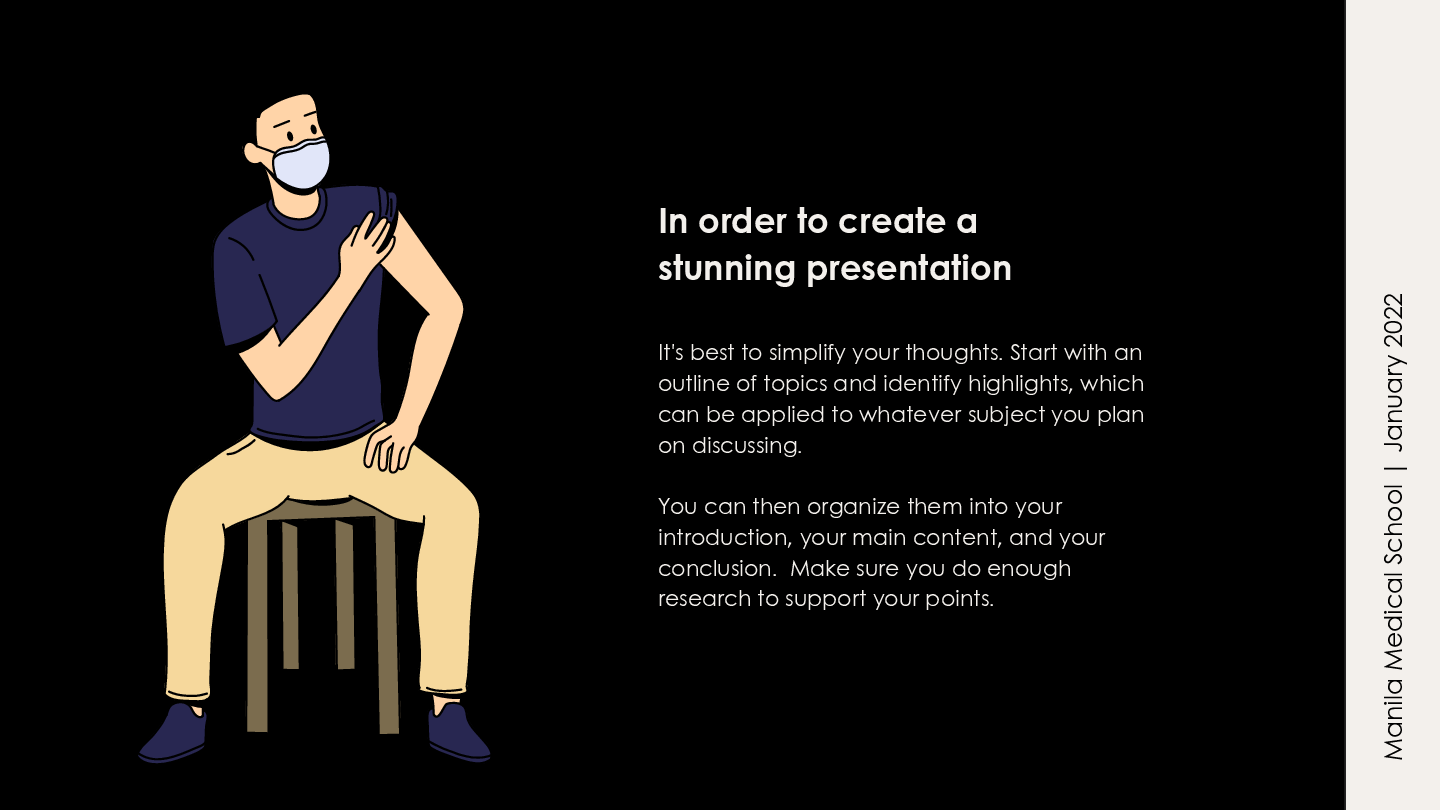 In order to create a
stunning presentation
It's best to simplify your thoughts. Start with an
outline of topics and identify highlights, which
can be applied to whatever subject you plan
on discussing.
You can then organize them into your
introduction, your main content, and your
conclusion.  Make sure you do enough
research to support your points.
Manila Medical School | January 2022